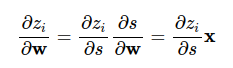 ∂z_i/∂𝐰 = ∂z_i/∂s ∂s/∂𝐰 = ∂z_i/∂s 𝐱